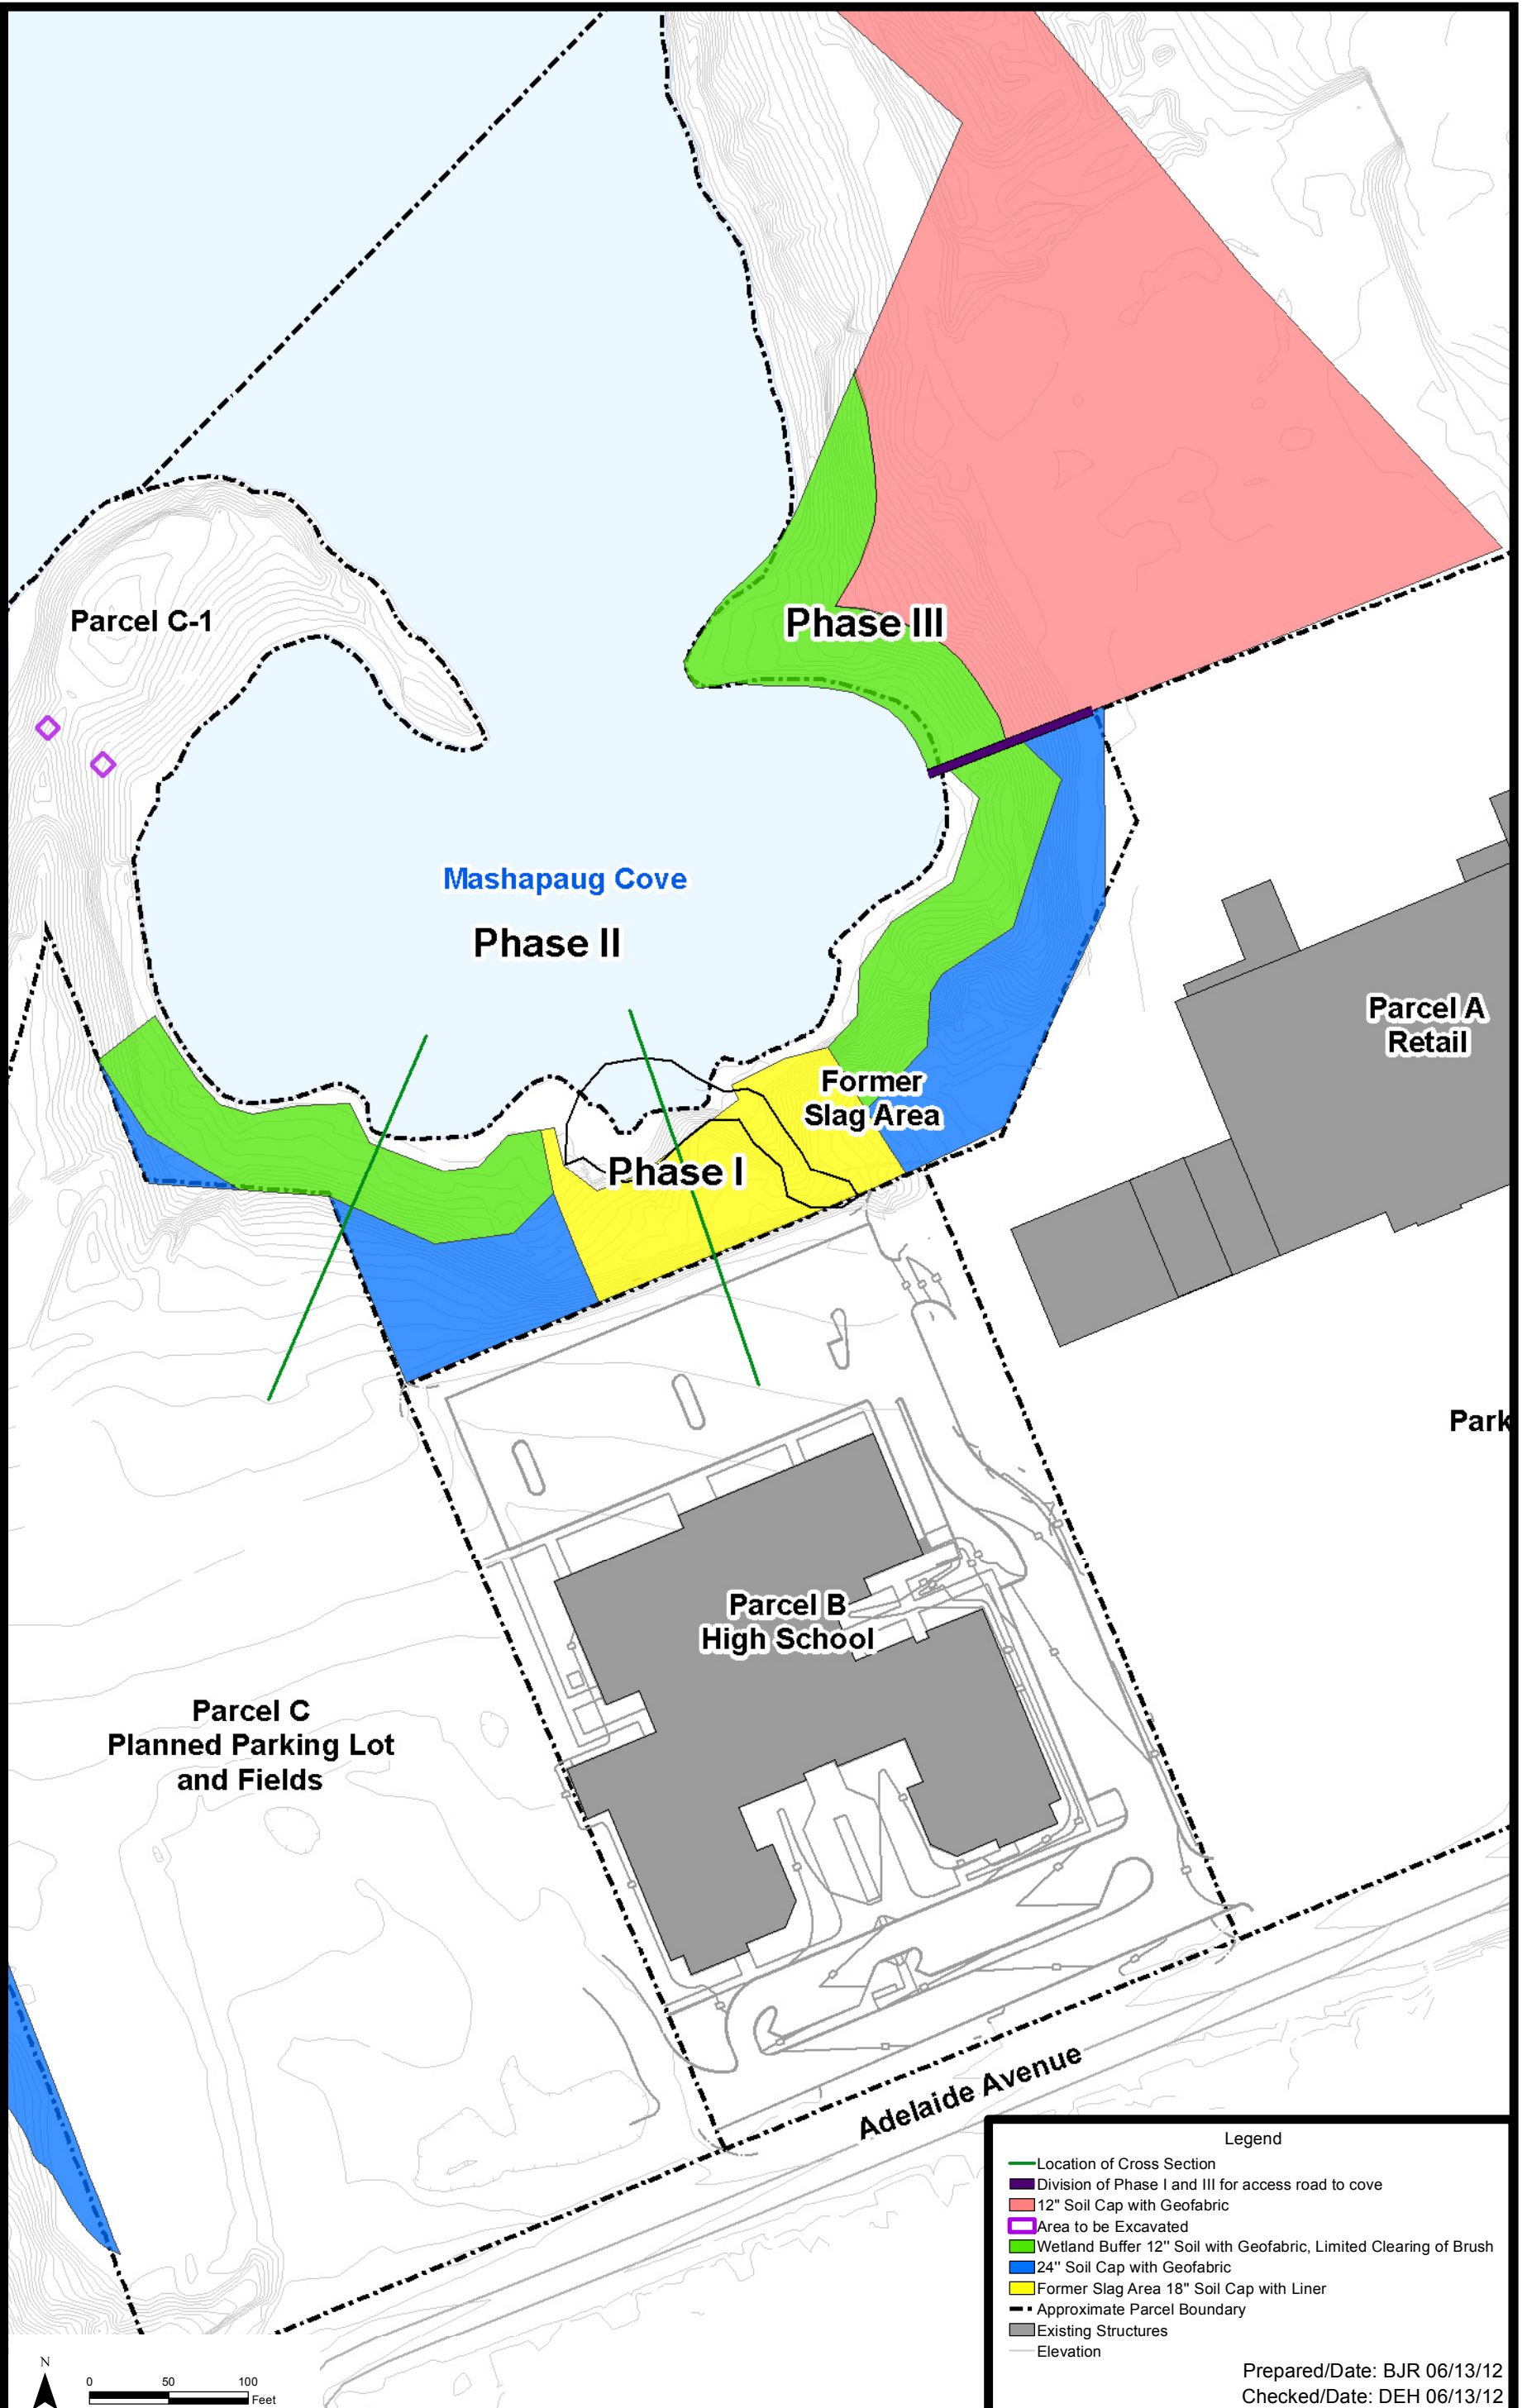 Parcel C-1
Phase III
Mashapaug Cove
Phase II
Parcel A
Retail
Former
Slag Area
Phase I
Park
Parcel B
High School
Parcel C
Planned Parking Lot
and Fields
Adelaide Avenue
Legend
Location of Cross Section
Division of Phase I and III for access road to cove
12" Soil Cap with Geofabric
Area to be Excavated
Wetland Buffer 12" Soil with Geofabric, Limited Clearing of Brush
24" Soil Cap with Geofabric
Former Slag Area 18" Soil Cap with Liner
Approximate Parcel Boundary
Existing Structures
Elevation
Prepared/Date: BJR 06/13/12
Checked/Date: DEH 06/13/12
N
0 50 100
Feet